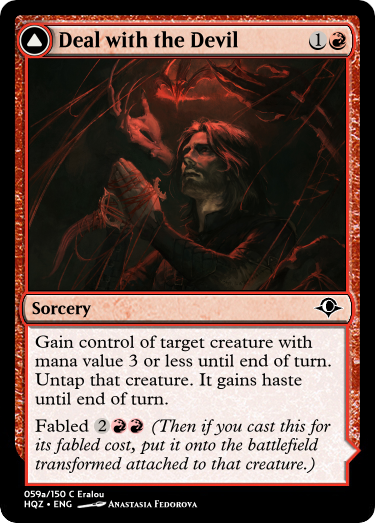 Deal with the Devil 1
Sorcery
Gain control of target creature with
mana value 3 or less until end of turn.
Untap that creature. It gains haste
until end of turn.
Fabled 2 (Then if you cast this for
its fabled cost, put it onto the battlefield
transformed attached to that creature.)
059a/150 C Eralou
HQZ • ENG Anastasia Fedorova